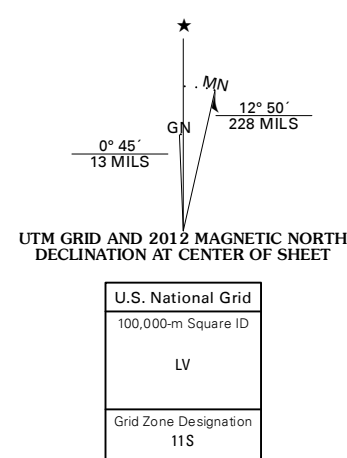 MN
GN
12° 50´
228 MILS
0° 45´
13 MILS
UTM GRID AND 2012 MAGNETIC NORTH
DECLINATION AT CENTER OF SHEET
U.S. National Grid
100,000-m Square ID
LV
Grid Zone Designation
11S